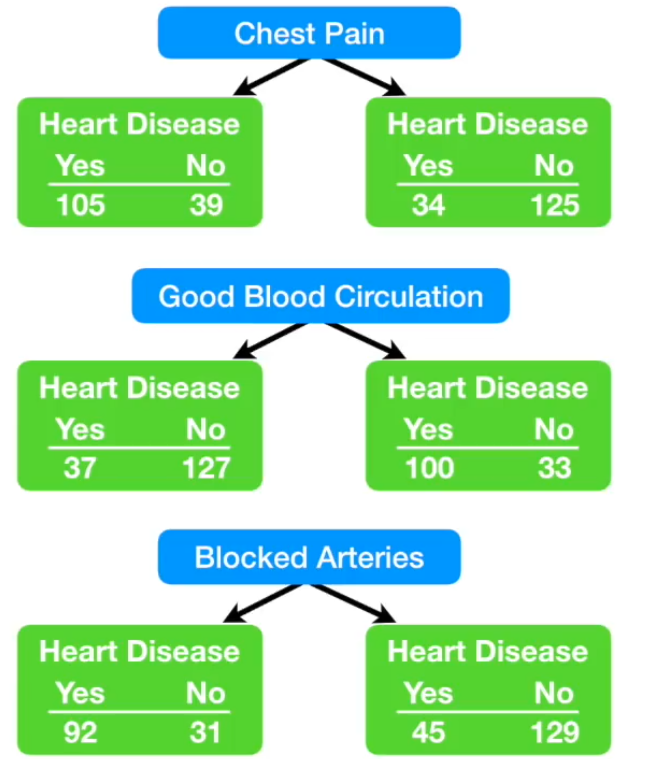 Chest Pain
Heart Disease Heart Disease
Yes No Yes No
105 39 34 125
Good Blood Circulation
Heart Disease Heart Disease
Yes No Yes No
37 127 100 33
Blocked Arteries
Heart Disease Heart Disease
Yes No Yes No
92 31 45 129